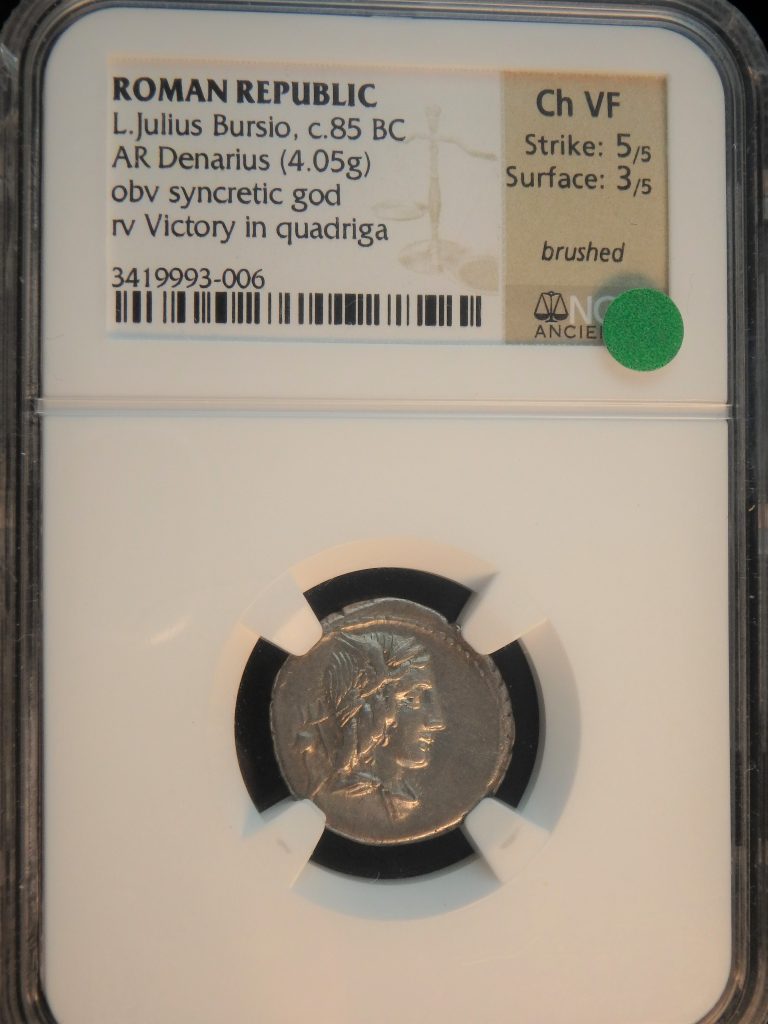 ROMAN REPUBLIC
L.Julius Bursio, c.85 BC
AR Denarius (4.05g)
obv syncretic god
rv Victory in quadriga
3419993-006
Ch VF
Strike: 5/5
Surface: 3/5
brushed